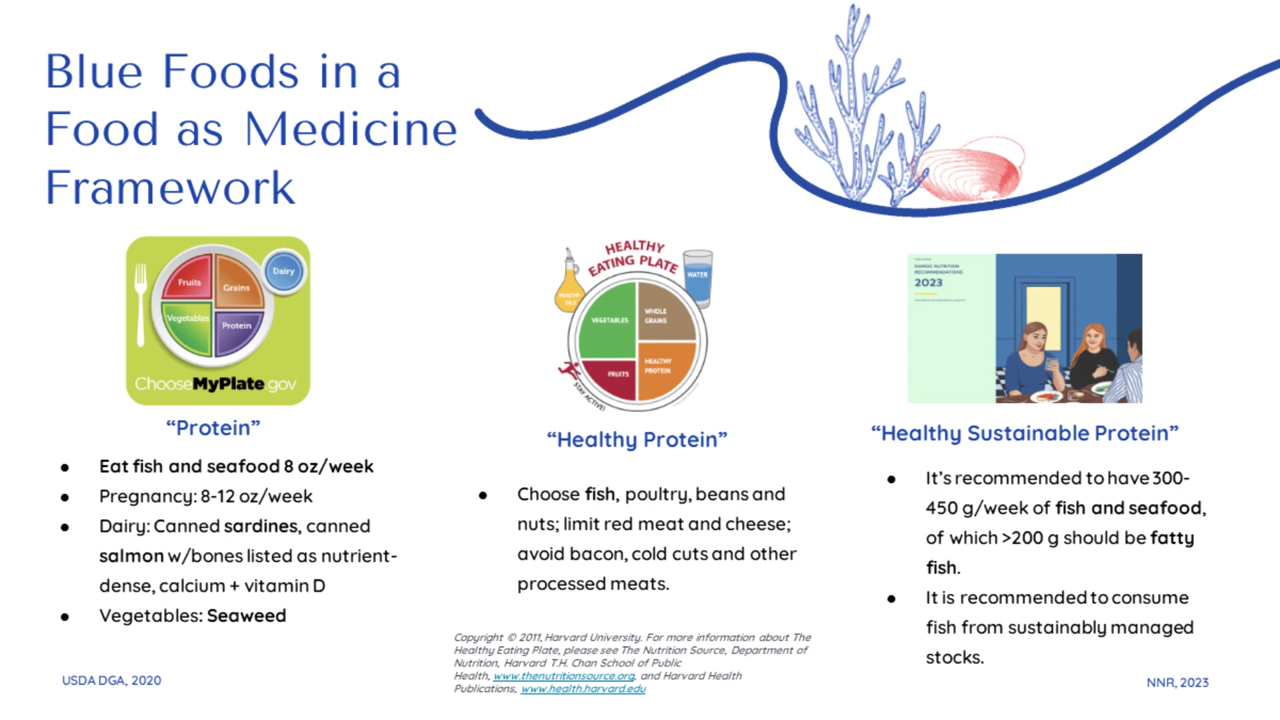 Blue Foods in a
Food as Medicine
Framework
Fruits
Grains
Dairy
Vegetables
Protein
ChooseMyPlate.gov
“Protein”
● Eat fish and seafood 8 oz/week
● Pregnancy: 8-12 oz/week
● Dairy: Canned sardines, canned
salmon w/bones listed as nutrient-
dense, calcium + vitamin D
● Vegetables: Seaweed
USDA DGA, 2020
HEALTHY
EATING PLATE
HEALTHY
OILS
WATER
VEGETABLES
WHOLE
GRAINS
FRUITS
HEALTHY
PROTEIN
STAY ACTIVE!
“Healthy Protein”
● Choose fish, poultry, beans and
nuts; limit red meat and cheese;
avoid bacon, cold cuts and other
processed meats.
Copyright © 2011, Harvard University. For more information about The
Healthy Eating Plate, please see The Nutrition Source, Department of
Nutrition, Harvard T.H. Chan School of Public
Health, www.thenutritionsource.org, and Harvard Health
Publications, www.health.harvard.edu
NORDIC NUTRITION
RECOMMENDATIONS
2023
“Healthy Sustainable Protein”
● It’s recommended to have 300-
450 g/week of fish and seafood,
of which >200 g should be fatty
fish.
● It is recommended to consume
fish from sustainably managed
stocks.
NNR, 2023